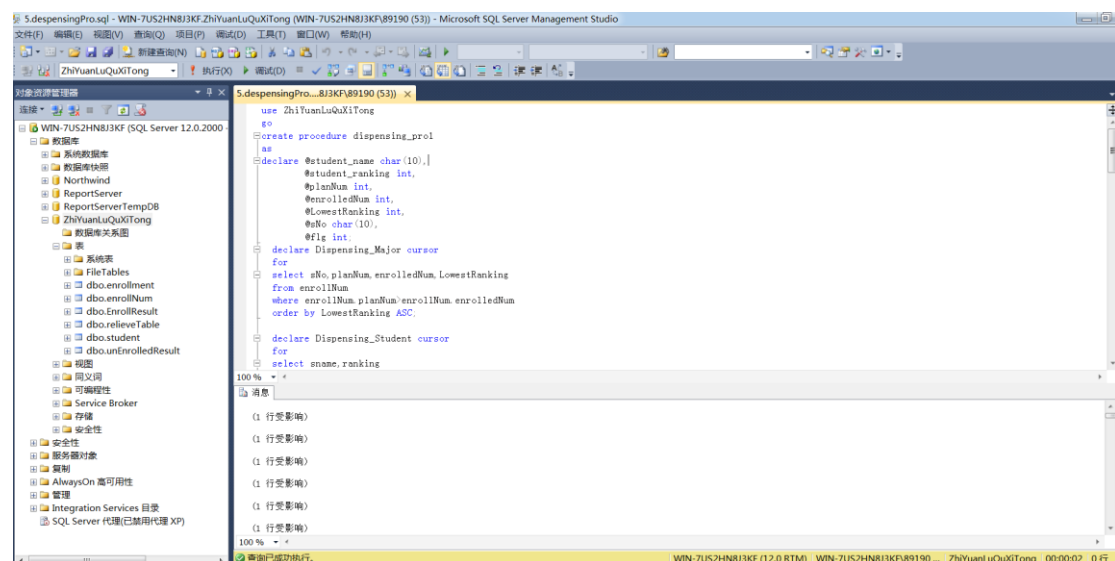 5.despensingPro.sql - WIN-7US2HN8J3KF.ZhiYuanLuQuXiTong (WIN-7US2HN8J3KF\89190 (53)) - Microsoft SQL Server Management Studio
文件(F) 编辑(E) 视图(V) 查询(Q) 项目(P) 调试(D) 工具(T) 窗口(W) 帮助(H)
新建查询(N)
ZhiYuanLuQuXiTong 执行(X) 调试(D)
对象资源管理器
连接
WIN-7US2HN8J3KF (SQL Server 12.0.2000 -
数据库
系统数据库
数据库快照
Northwind
ReportServer
ReportServerTempDB
ZhiYuanLuQuXiTong
数据库关系图
表
系统表
FileTables
dbo.enrollment
dbo.enrollNum
dbo.EnrollResult
dbo.relieveTable
dbo.student
dbo.unEnrolledResult
视图
同义词
可编程性
Service Broker
存储
安全性
安全性
服务器对象
复制
AlwaysOn 高可用性
管理
Integration Services 目录
SQL Server 代理(已禁用代理 XP)
5.despensingPro....8J3KF\89190 (53))
use ZhiYuanLuQuXiTong
go
create procedure dispensing_pro1
as
declare @student_name char(10),
@student_ranking int,
@planNum int,
@enrolledNum int,
@LowestRanking int,
@sNo char(10),
@flg int;
declare Dispensing_Major cursor
for
select sNo,planNum,enrolledNum,LowestRanking
from enrollNum
where enrollNum.planNum>enrollNum.enrolledNum
order by LowestRanking ASC;
declare Dispensing_Student cursor
for
select sname,ranking
100 %
消息
(1 行受影响)
(1 行受影响)
(1 行受影响)
(1 行受影响)
(1 行受影响)
(1 行受影响)
100 %
查询已成功执行。 WIN-7US2HN8J3KF (12.0 RTM) WIN-7US2HN8J3KF\89190 ... ZhiYuanLuQuXiTong 00:00:02 0 行